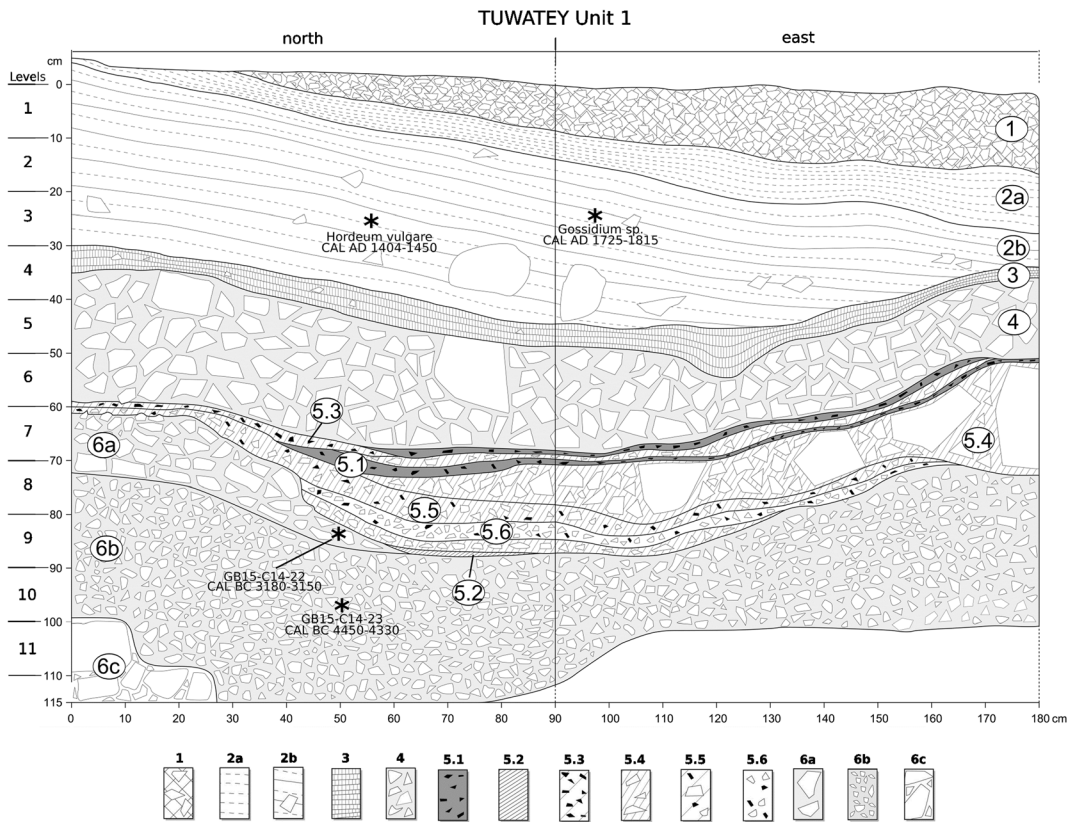 TUWATEY Unit 1
north
east
cm
Levels
0
1
10
2
20
3
30
4
40
5
50
6
60
7
70
8
80
9
90
10
100
11
110
115
1
2a
2b
3
4
Hordeum vulgare
CAL AD 1404-1450
Gossidium sp.
CAL AD 1725-1815
5.3
6a
5.1
5.4
5.5
5.6
6b
5.2
GB15-C14-22
CAL BC 3180-3150
GB15-C14-23
CAL BC 4450-4330
6c
0 10 20 30 40 50 60 70 80 90 100 110 120 130 140 150 160 170 180 cm
1 2a 2b 3 4 5.1 5.2 5.3 5.4 5.5 5.6 6a 6b 6c